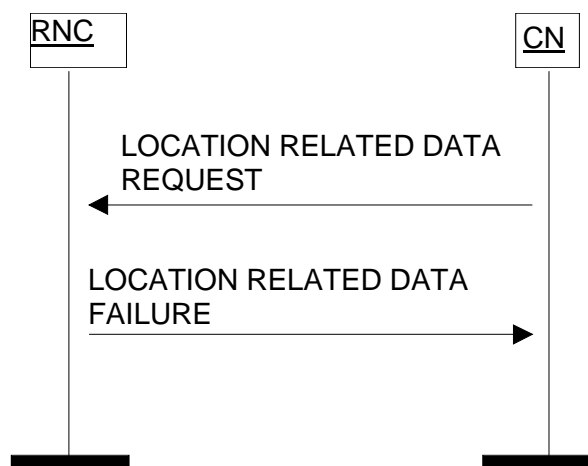 RNC
CN
LOCATION RELATED DATA
REQUEST
LOCATION RELATED DATA
FAILURE